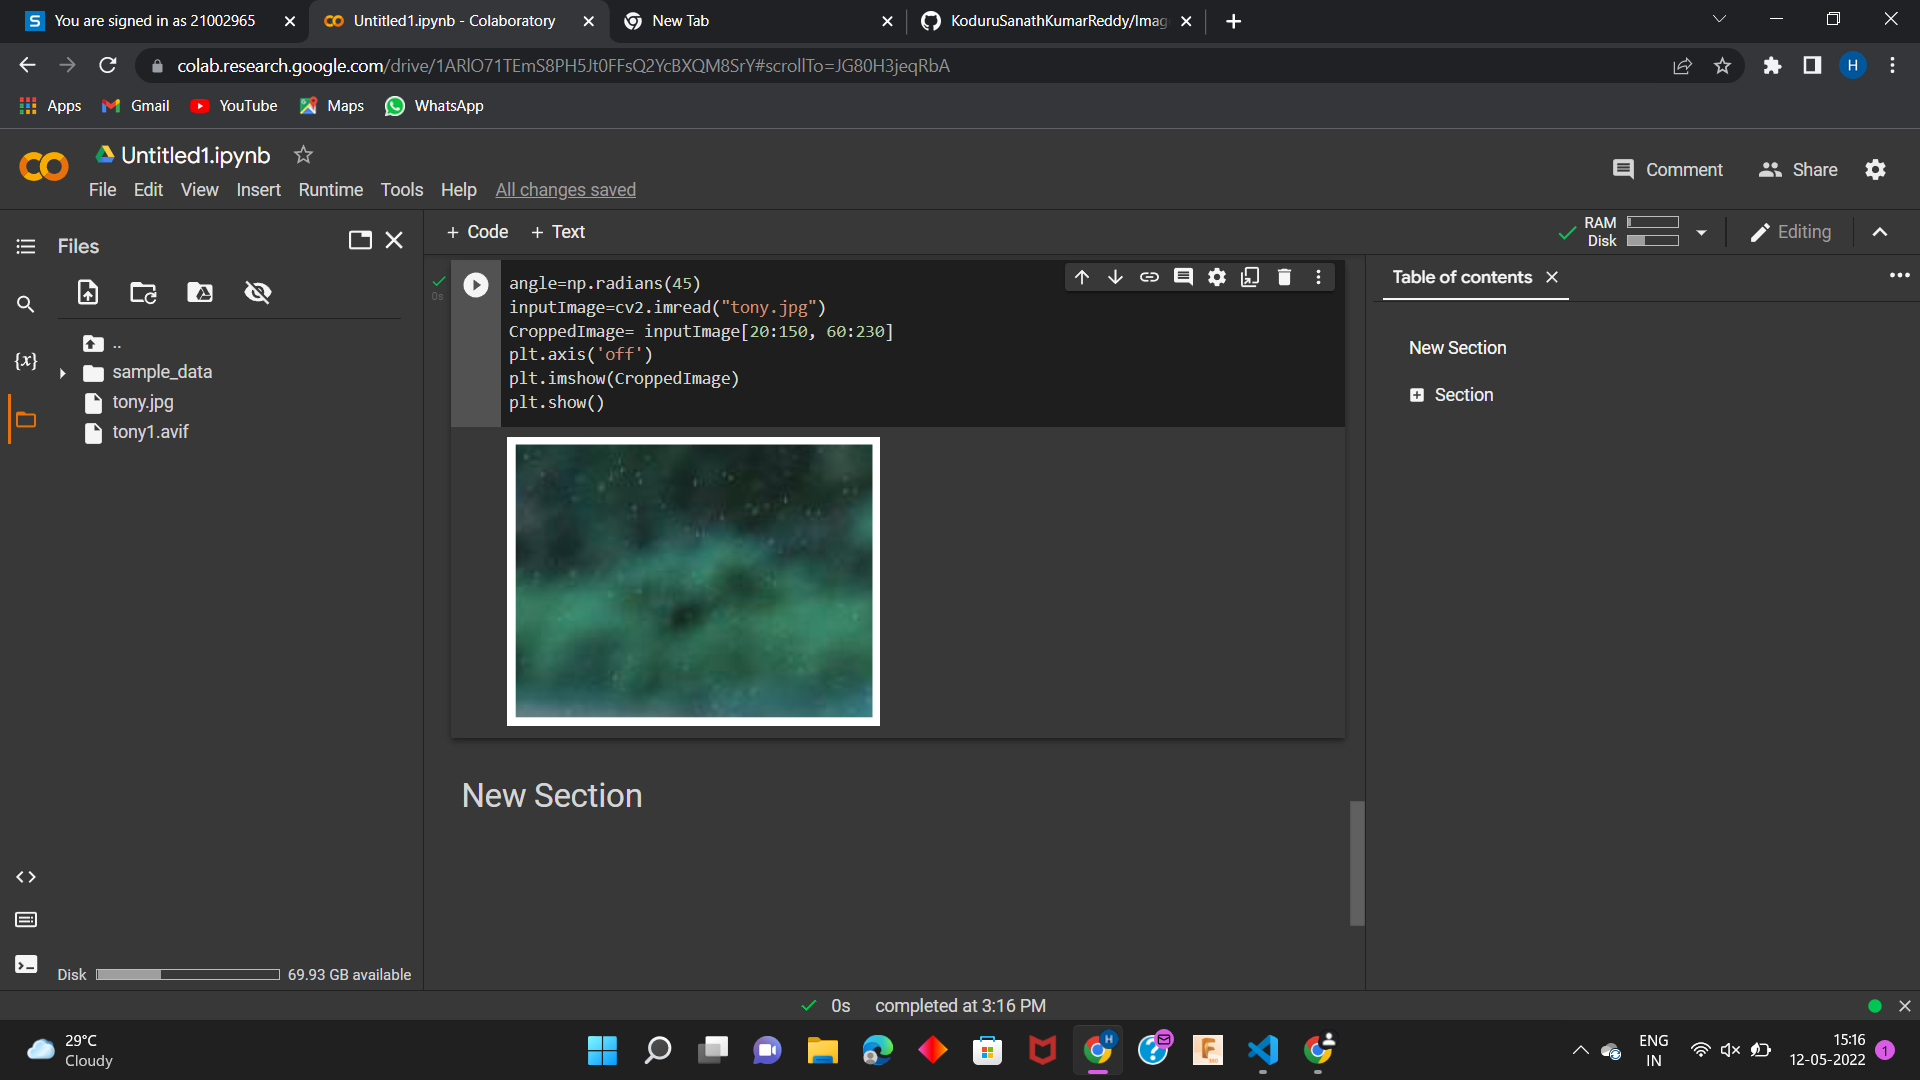 You are signed in as 21002965
Untitled1.ipynb - Colaboratory
New Tab
KoduruSanathKumarReddy/Imag
colab.research.google.com/drive/1ARlO71TEmS8PH5Jt0FFsQ2YcBXQM8SrY#scrollTo=JG80H3jeqRbA
H
Apps
Gmail
YouTube
Maps
WhatsApp
Untitled1.ipynb
File Edit View Insert Runtime Tools Help All changes saved
Comment
Share
Files
+ Code + Text
RAM
Disk
Editing
..
sample_data
tony.jpg
tony1.avif
{x}
0s
angle=np.radians(45)
inputImage=cv2.imread("tony.jpg")
CroppedImage= inputImage[20:150, 60:230]
plt.axis('off')
plt.imshow(CroppedImage)
plt.show()
Table of contents
New Section
Section
New Section
Disk 69.93 GB available
0s completed at 3:16 PM
29°C
Cloudy
ENG
IN
15:16
12-05-2022
1